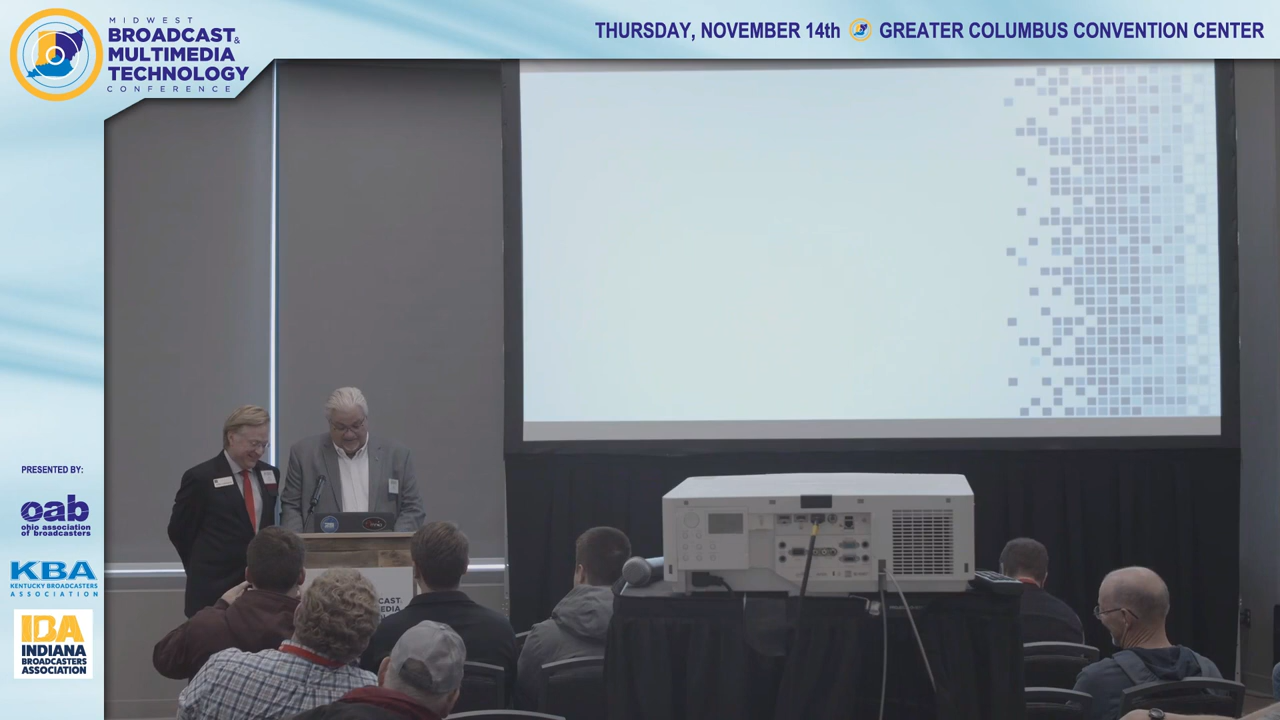 MIDWEST
BROADCAST&
MULTIMEDIA
TECHNOLOGY
CONFERENCE
THURSDAY, NOVEMBER 14th GREATER COLUMBUS CONVENTION CENTER
PRESENTED BY:
oab
ohio association
of broadcasters
KBA
KENTUCKY BROADCASTERS
ASSOCIATION
IBA
INDIANA
BROADCASTERS
ASSOCIATION